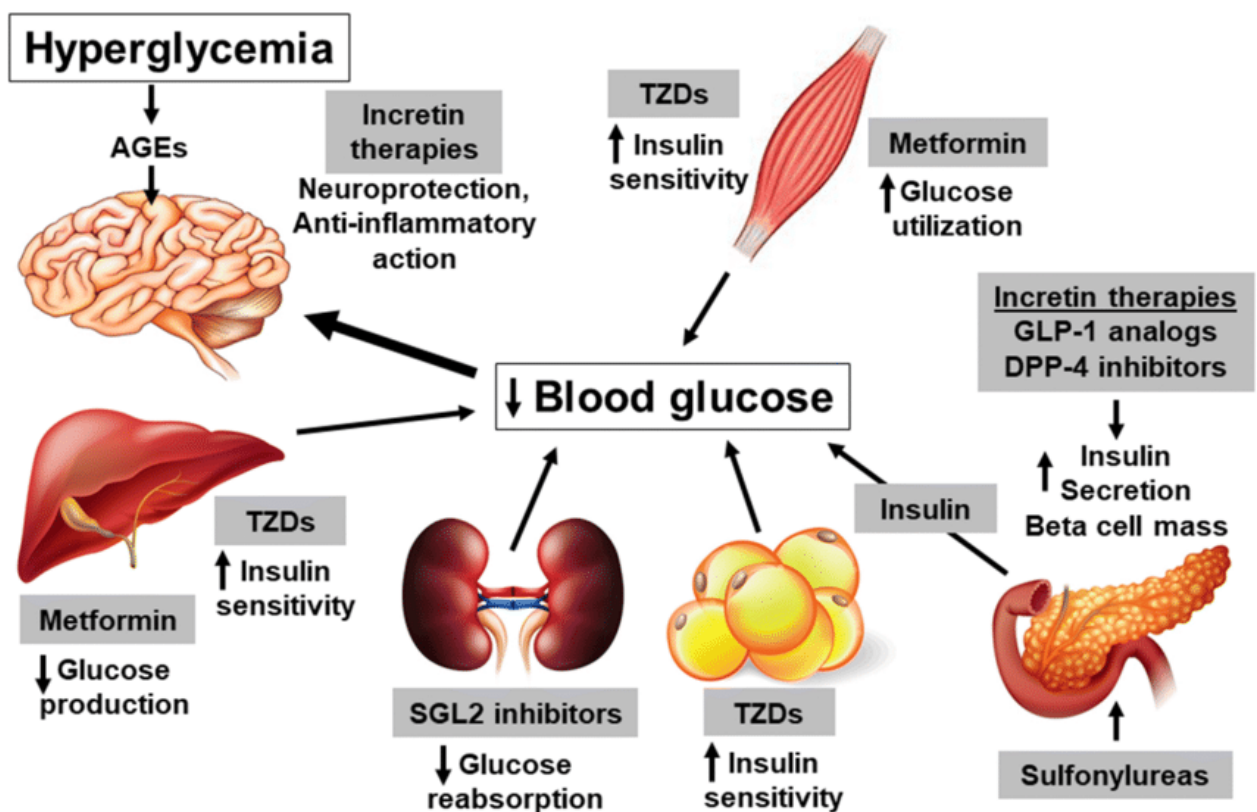 Hyperglycemia
AGEs
Incretin
therapies
Neuroprotection,
Anti-inflammatory
action
TZDs
Insulin
sensitivity
Metformin
Glucose
utilization
Incretin therapies
GLP-1 analogs
DPP-4 inhibitors
Insulin
Secretion
Beta cell mass
Blood glucose
Insulin
TZDs
Insulin
sensitivity
Metformin
Glucose
production
SGL2 inhibitors
Glucose
reabsorption
TZDs
Insulin
sensitivity
Sulfonylureas